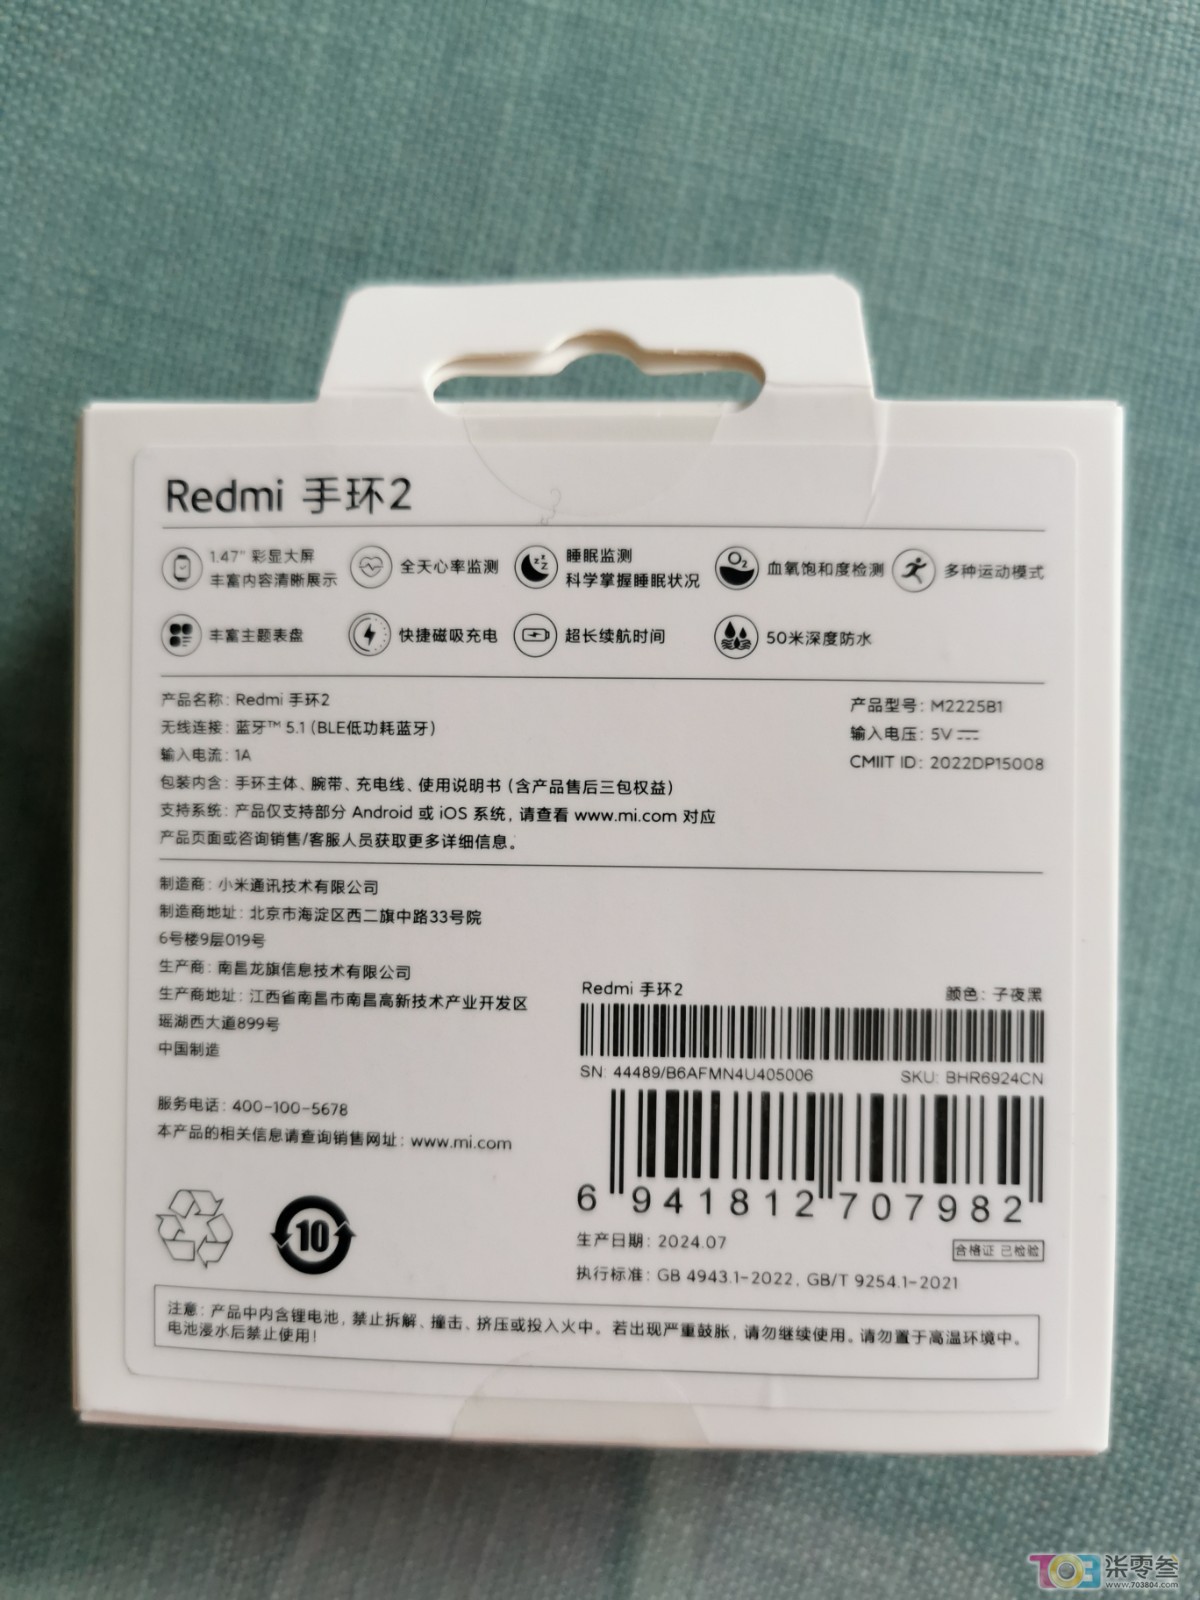 Redmi 手环2
1.47" 彩显大屏
丰富内容清晰展示
全天心率监测
睡眠监测
科学掌握睡眠状况
O2
血氧饱和度检测
多种运动模式
丰富主题表盘
快捷磁吸充电
超长续航时间
50米深度防水
产品名称: Redmi 手环2
产品型号: M2225B1
无线连接: 蓝牙™ 5.1 (BLE低功耗蓝牙)
输入电压: 5V
输入电流: 1A
CMIIT ID: 2022DP15008
包装内含: 手环主体、腕带、充电线、使用说明书 (含产品售后三包权益)
支持系统: 产品仅支持部分 Android 或 iOS 系统, 请查看 www.mi.com 对应
产品页面或咨询销售/客服人员获取更多详细信息。
制造商: 小米通讯技术有限公司
制造商地址: 北京市海淀区西二旗中路33号院
6号楼9层019号
生产商: 南昌龙旗信息技术有限公司
生产商地址: 江西省南昌市南昌高新技术产业开发区
瑶湖西大道899号
中国制造
服务电话: 400-100-5678
本产品的相关信息请查询销售网址: www.mi.com
10
Redmi 手环2
颜色: 子夜黑
SN: 44489/B6AFMN4U405006
SKU: BHR6924CN
6 941812 707982
生产日期: 2024.07
合格证 已检验
执行标准: GB 4943.1-2022, GB/T 9254.1-2021
注意: 产品中内含锂电池, 禁止拆解、撞击、挤压或投入火中。若出现严重鼓胀, 请勿继续使用。请勿置于高温环境中。
电池浸水后禁止使用!
703 柒零叁
www.703804.com